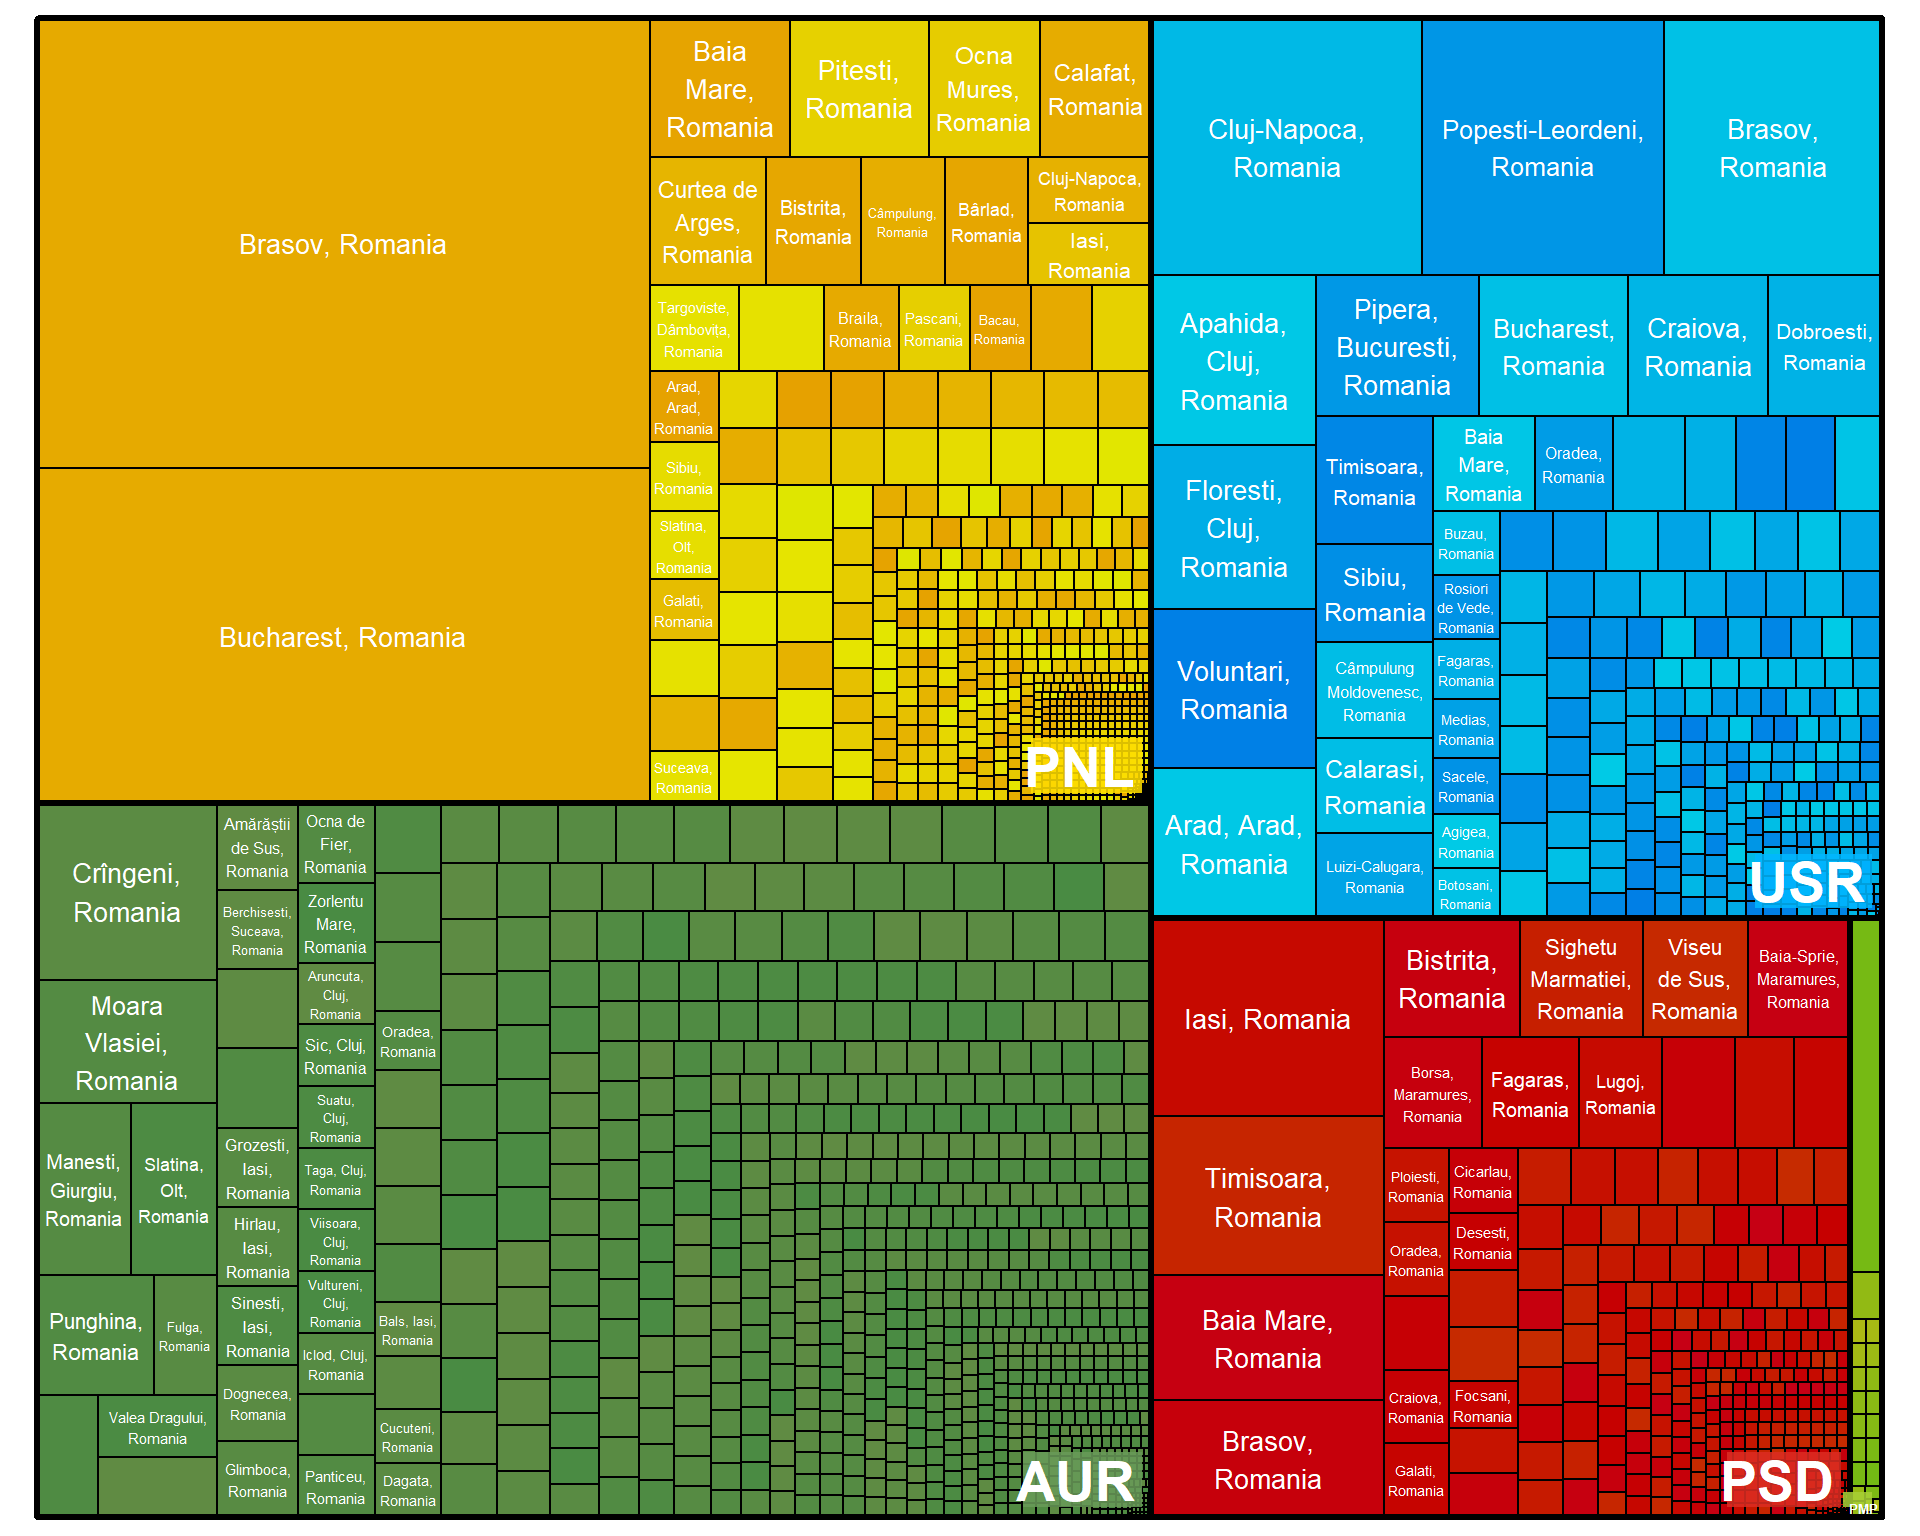 Brasov, Romania
Bucharest, Romania
Baia
Mare,
Romania
Pitesti,
Romania
Ocna
Mures,
Romania
Calafat,
Romania
Curtea de
Arges,
Romania
Bistrita,
Romania
Câmpulung,
Romania
Bârlad,
Romania
Cluj-Napoca,
Romania
Iasi,
Romania
Targoviste,
Dâmbovița,
Romania
Braila,
Romania
Pascani,
Romania
Bacau,
Romania
Arad,
Arad,
Romania
Sibiu,
Romania
Slatina,
Olt,
Romania
Galati,
Romania
Suceava,
Romania
PNL
Cluj-Napoca,
Romania
Popesti-Leordeni,
Romania
Brasov,
Romania
Apahida,
Cluj,
Romania
Pipera,
Bucuresti,
Romania
Bucharest,
Romania
Craiova,
Romania
Dobroesti,
Romania
Floresti,
Cluj,
Romania
Timisoara,
Romania
Baia
Mare,
Romania
Oradea,
Romania
Voluntari,
Romania
Sibiu,
Romania
Câmpulung
Moldovenesc,
Romania
Calarasi,
Romania
Luizi-Calugara,
Romania
Arad, Arad,
Romania
Buzau,
Romania
Rosiori
de Vede,
Romania
Fagaras,
Romania
Medias,
Romania
Sacele,
Romania
Agigea,
Romania
Botosani,
Romania
USR
Crîngeni,
Romania
Moara
Vlasiei,
Romania
Manesti,
Giurgiu,
Romania
Slatina,
Olt,
Romania
Punghina,
Romania
Fulga,
Romania
Valea Dragului,
Romania
Amărăștii
de Sus,
Romania
Berchisesti,
Suceava,
Romania
Grozesti,
Iasi,
Romania
Hirlau,
Iasi,
Romania
Sinesti,
Iasi,
Romania
Dognecea,
Romania
Glimboca,
Romania
Ocna de
Fier,
Romania
Zorlentu
Mare,
Romania
Aruncuta,
Cluj,
Romania
Sic, Cluj,
Romania
Suatu,
Cluj,
Romania
Taga, Cluj,
Romania
Viisoara,
Cluj,
Romania
Vultureni,
Cluj,
Romania
Iclod, Cluj,
Romania
Panticeu,
Romania
Oradea,
Romania
Bals, Iasi,
Romania
Cucuteni,
Romania
Dagata,
Romania
AUR
Iasi, Romania
Timisoara,
Romania
Baia Mare,
Romania
Brasov,
Romania
Bistrita,
Romania
Sighetu
Marmatiei,
Romania
Viseu
de Sus,
Romania
Baia-Sprie,
Maramures,
Romania
Borsa,
Maramures,
Romania
Fagaras,
Romania
Lugoj,
Romania
Ploiesti,
Romania
Cicarlau,
Romania
Oradea,
Romania
Desesti,
Romania
Craiova,
Romania
Focsani,
Romania
Galati,
Romania
PSD
PMP